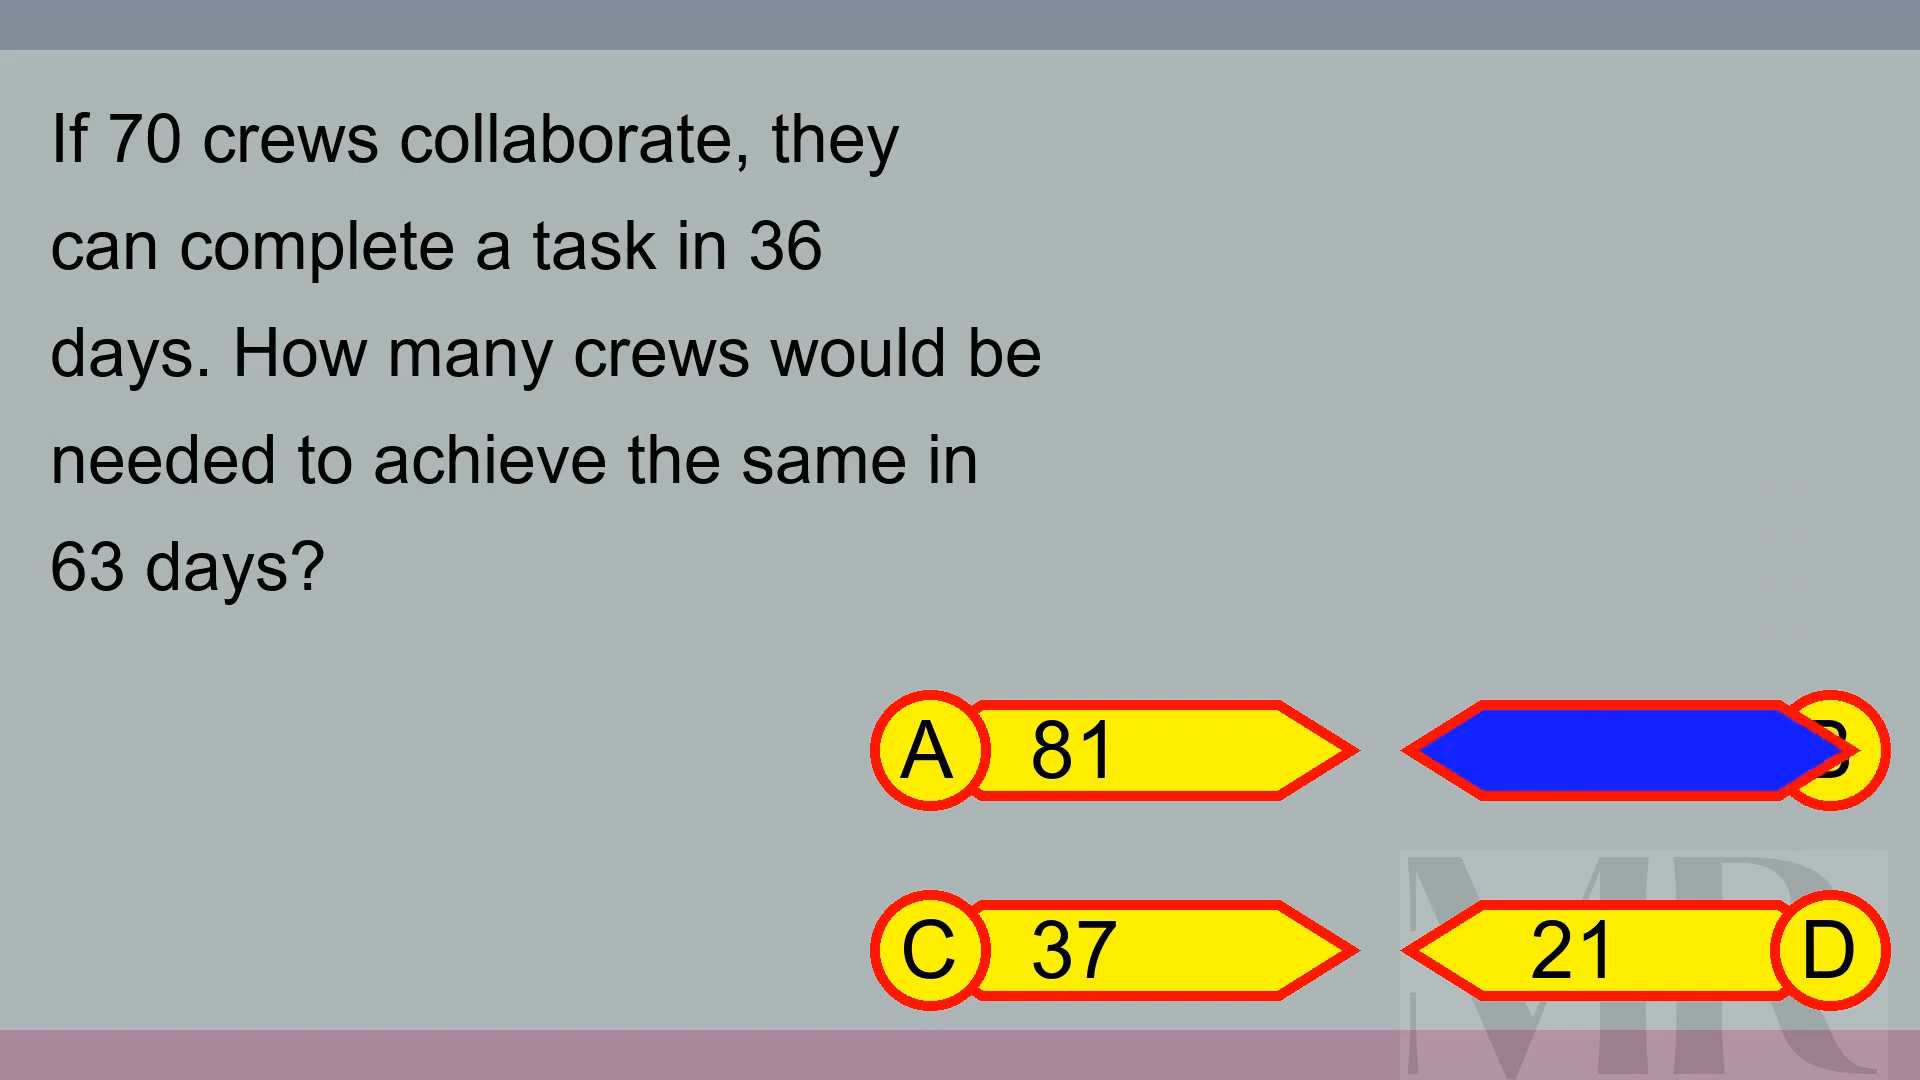 If 70 crews collaborate, they
can complete a task in 36
days. How many crews would be
needed to achieve the same in
63 days?
A 81
B
C 37
21 D
MR